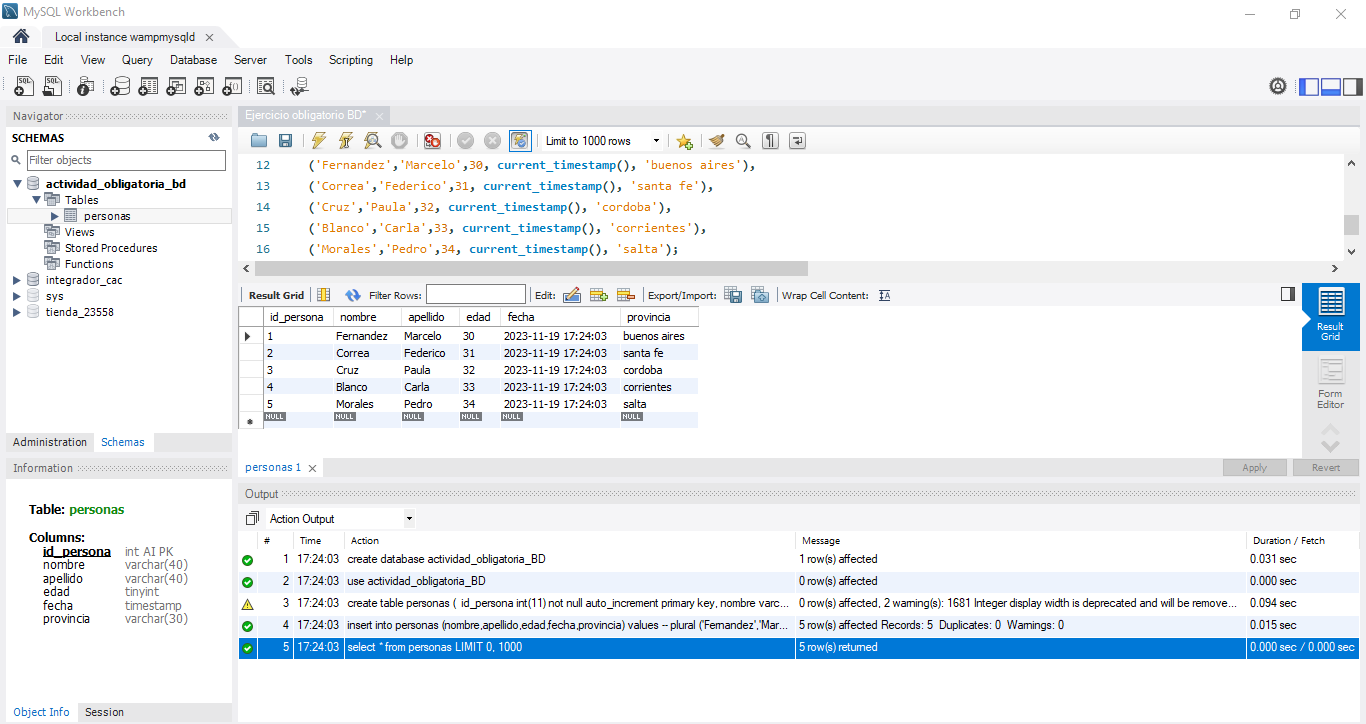 MySQL Workbench
Local instance wampmysqld
File Edit View Query Database Server Tools Scripting Help
Navigator
SCHEMAS
Filter objects
actividad_obligatoria_bd
Tables
personas
Views
Stored Procedures
Functions
integrador_cac
sys
tienda_23558
Administration Schemas
Information
Table: personas
Columns:
id_persona int AI PK
nombre varchar(40)
apellido varchar(40)
edad tinyint
fecha timestamp
provincia varchar(30)
Object Info Session
Ejercicio obligatorio BD*
Limit to 1000 rows
12 ('Fernandez','Marcelo',30, current_timestamp(), 'buenos aires'),
13 ('Correa','Federico',31, current_timestamp(), 'santa fe'),
14 ('Cruz','Paula',32, current_timestamp(), 'cordoba'),
15 ('Blanco','Carla',33, current_timestamp(), 'corrientes'),
16 ('Morales','Pedro',34, current_timestamp(), 'salta');
Result Grid Filter Rows: Edit: Export/Import: Wrap Cell Content: IA
id_persona nombre apellido edad fecha provincia
1 Fernandez Marcelo 30 2023-11-19 17:24:03 buenos aires
2 Correa Federico 31 2023-11-19 17:24:03 santa fe
3 Cruz Paula 32 2023-11-19 17:24:03 cordoba
4 Blanco Carla 33 2023-11-19 17:24:03 corrientes
5 Morales Pedro 34 2023-11-19 17:24:03 salta
NULL NULL NULL NULL NULL NULL
Result
Grid
Form
Editor
personas 1
Apply Revert
Output
Action Output
# Time Action Message Duration / Fetch
1 17:24:03 create database actividad_obligatoria_BD 1 row(s) affected 0.031 sec
2 17:24:03 use actividad_obligatoria_BD 0 row(s) affected 0.000 sec
3 17:24:03 create table personas ( id_persona int(11) not null auto_increment primary key, nombre varc... 0 row(s) affected, 2 warning(s): 1681 Integer display width is deprecated and will be remove... 0.094 sec
4 17:24:03 insert into personas (nombre,apellido,edad,fecha,provincia) values -- plural ('Fernandez','Mar... 5 row(s) affected Records: 5 Duplicates: 0 Warnings: 0 0.015 sec
5 17:24:03 select * from personas LIMIT 0, 1000 5 row(s) returned 0.000 sec / 0.000 sec